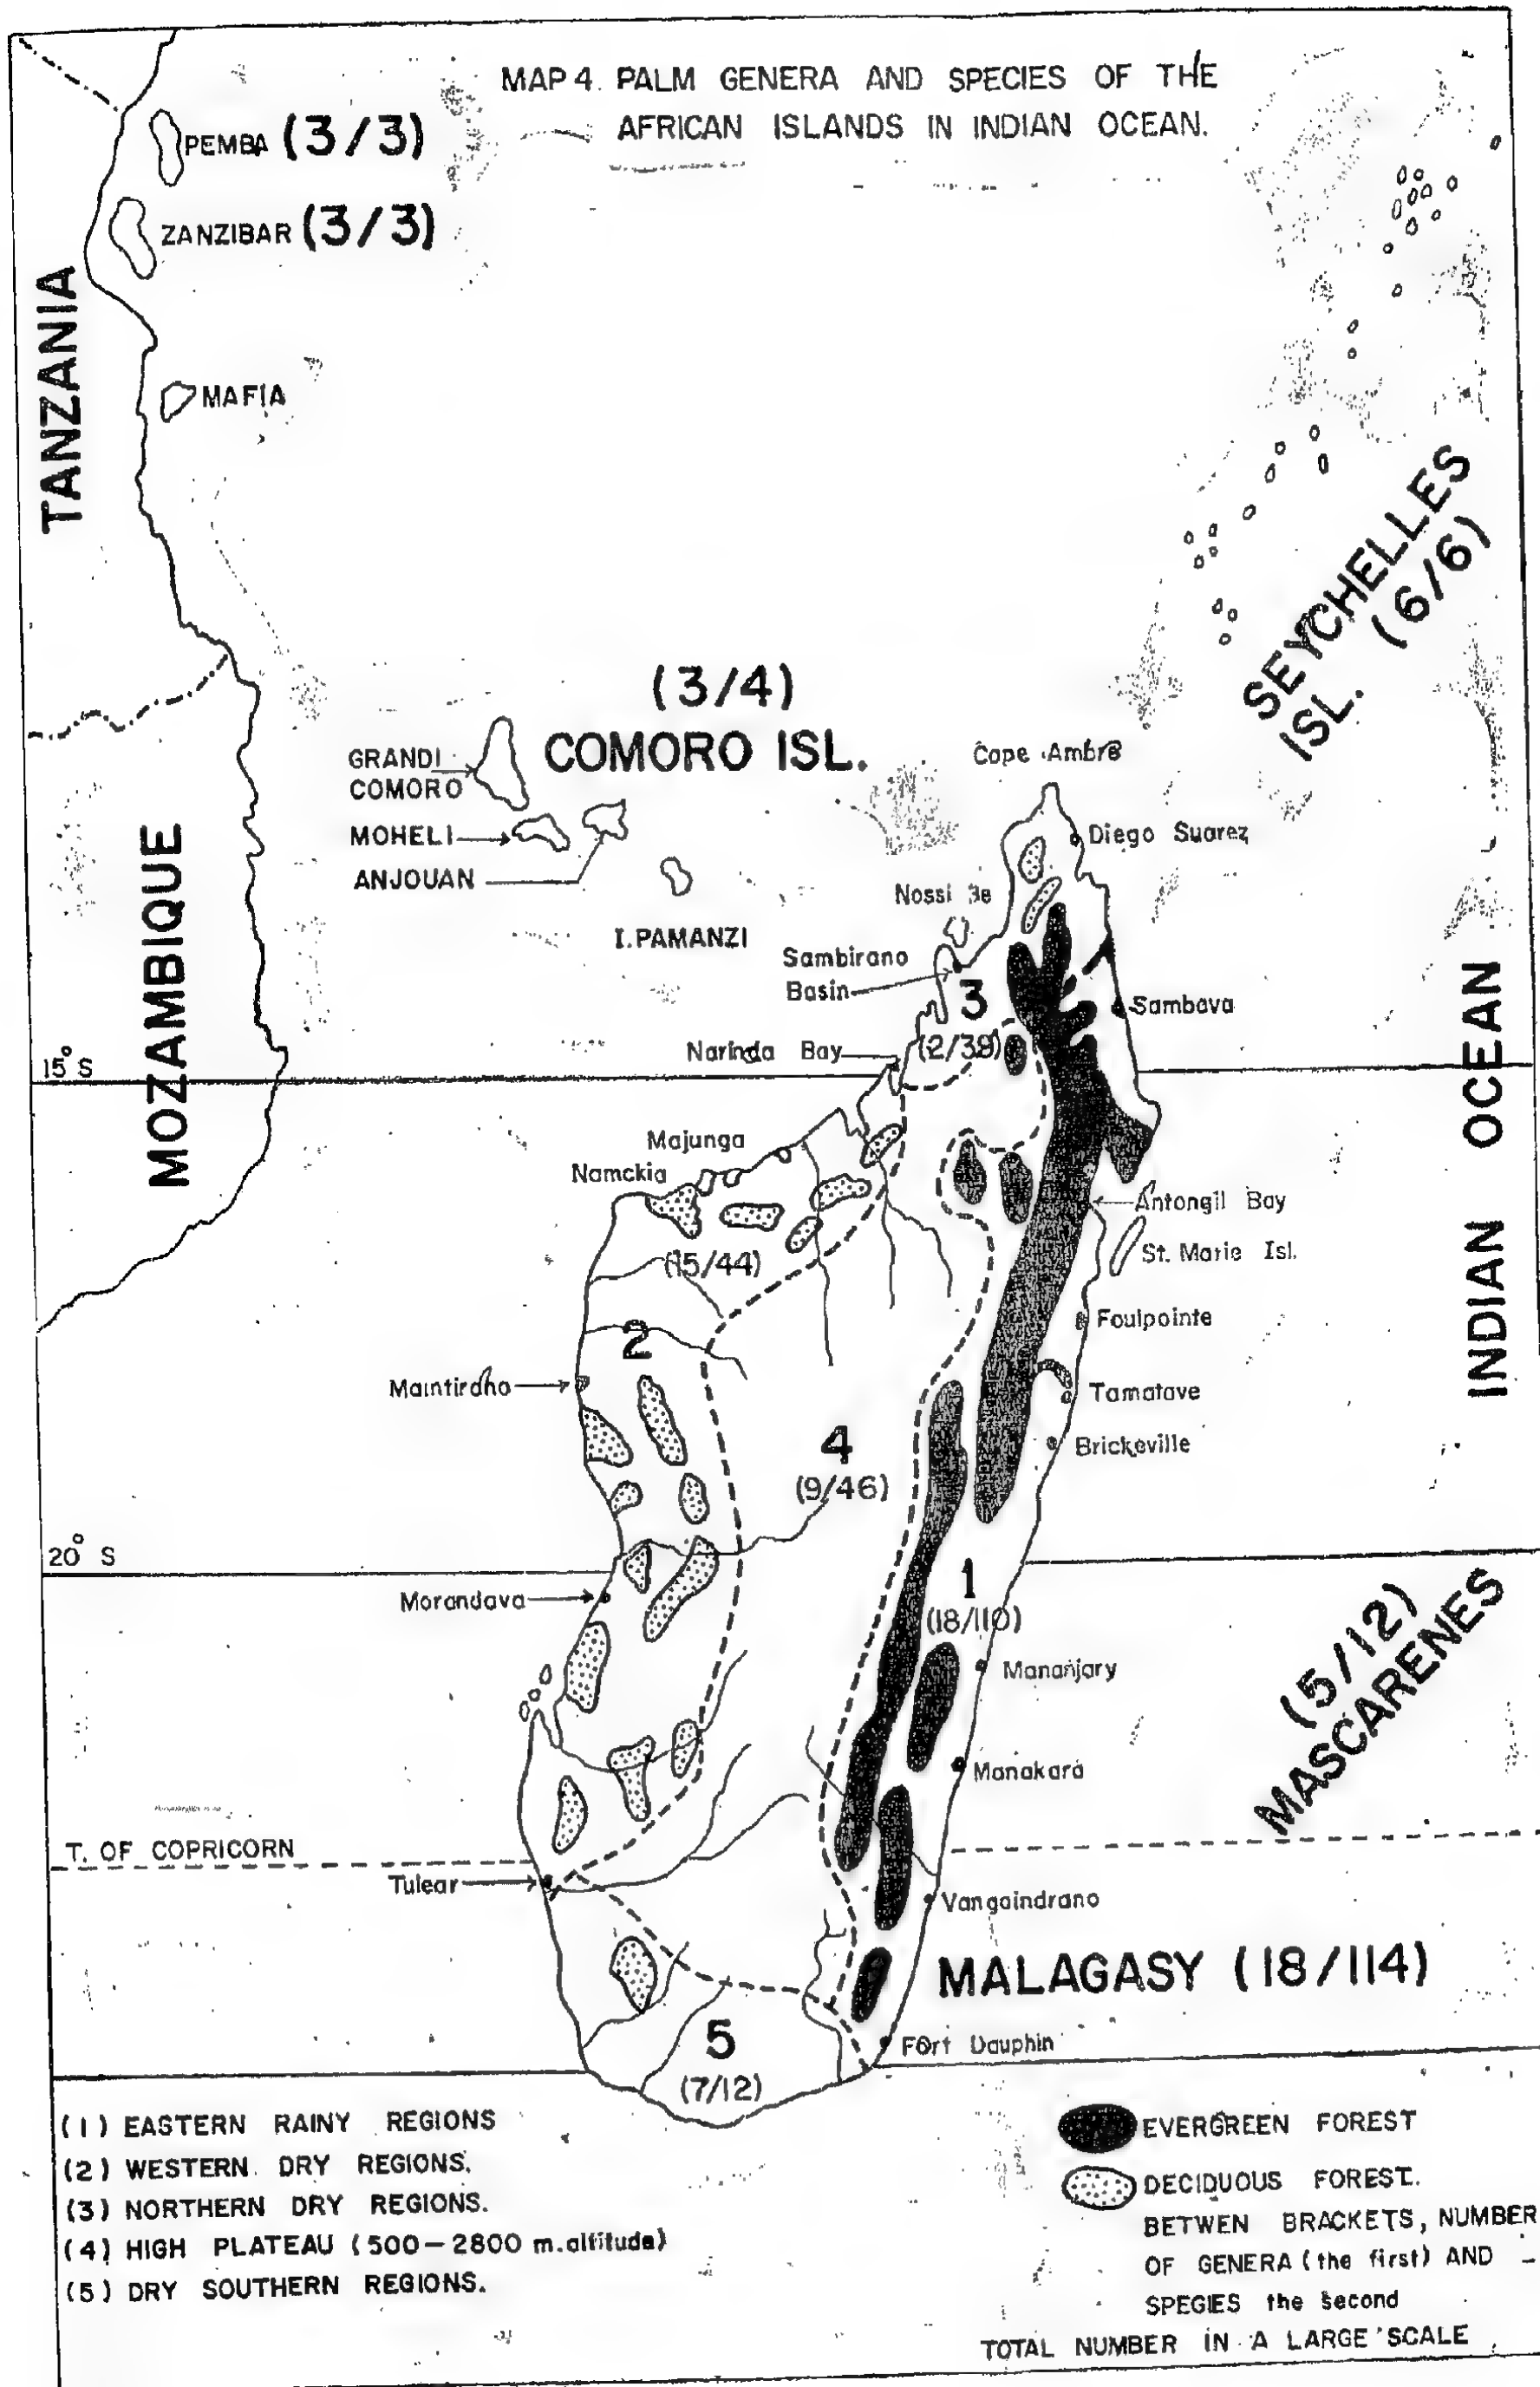 MAP 4. PALM GENERA AND SPECIES OF THE
AFRICAN ISLANDS IN INDIAN OCEAN.
PEMBA (3/3)
ZANZIBAR (3/3)
TANZANIA
MAFIA
SEYCHELLES
ISL. (6/6)
(3/4)
COMORO ISL.
GRANDI
COMORO
MOHELI
ANJOUAN
I.PAMANZI
Cope Ambre
Diego Suarez
Nossi Be
Sambirano
Basin
3
(12/39)
Sambava
MOZAMBIQUE
INDIAN OCEAN
Narinda Bay
15° S
Majunga
Namckia
(15/44)
Antongil Bay
St. Marie Isl.
2
Foulpointe
Maintirano
Tamatave
4
(9/46)
Brickeville
20° S
1
(18/110)
Morandava
Mananjary
(5/12)
MASCARENES
Manakara
T. OF COPRICORN
Tulear
Vangaindrano
MALAGASY (18/114)
5
(7/12)
Fort Dauphin
(1) EASTERN RAINY REGIONS
(2) WESTERN DRY REGIONS.
(3) NORTHERN DRY REGIONS.
(4) HIGH PLATEAU (500-2800 m.altitude)
(5) DRY SOUTHERN REGIONS.
EVERGREEN FOREST
DECIDUOUS FOREST.
BETWEN BRACKETS, NUMBER
OF GENERA (the first) AND
SPEGIES the second
TOTAL NUMBER IN A LARGE SCALE